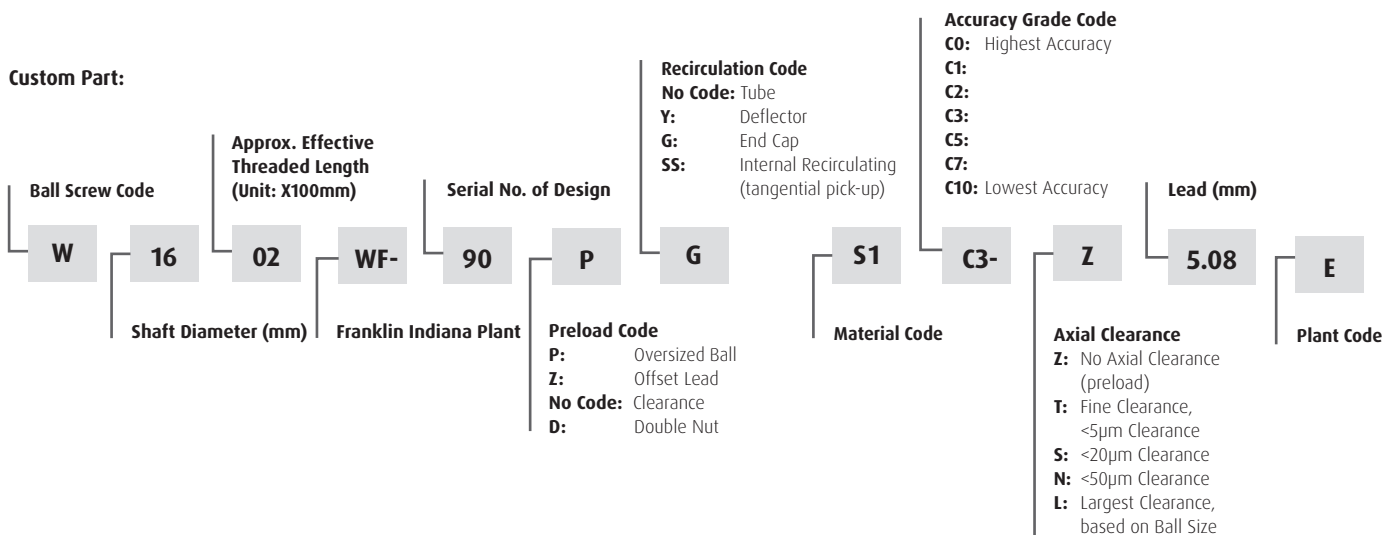 Custom Part:
Ball Screw Code
W
16
Shaft Diameter (mm)
Approx. Effective
Threaded Length
(Unit: X100mm)
02
WF-
Franklin Indiana Plant
Serial No. of Design
90
P
Preload Code
P: Oversized Ball
Z: Offset Lead
No Code: Clearance
D: Double Nut
Recirculation Code
No Code: Tube
Y: Deflector
G: End Cap
SS: Internal Recirculating
(tangential pick-up)
G
S1
Material Code
Accuracy Grade Code
C0: Highest Accuracy
C1:
C2:
C3:
C5:
C7:
C10: Lowest Accuracy
C3-
Z
Axial Clearance
Z: No Axial Clearance
(preload)
T: Fine Clearance,
<5µm Clearance
S: <20µm Clearance
N: <50µm Clearance
L: Largest Clearance,
based on Ball Size
Lead (mm)
5.08
E
Plant Code